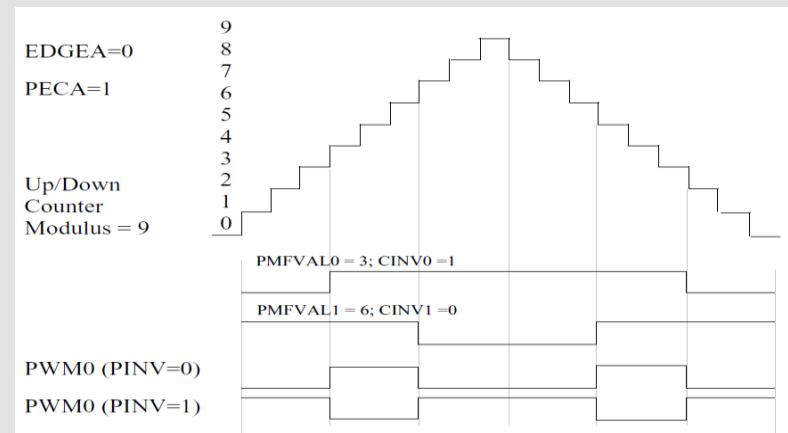 9
EDGEA=0
8
7
PECA=1
6
5
4
3
Up/Down
2
Counter
1
Modulus = 9
0
PMFVAL0 = 3; CINV0 =1
PMFVAL1 = 6; CINV1 =0
PWM0 (PINV=0)
PWM0 (PINV=1)